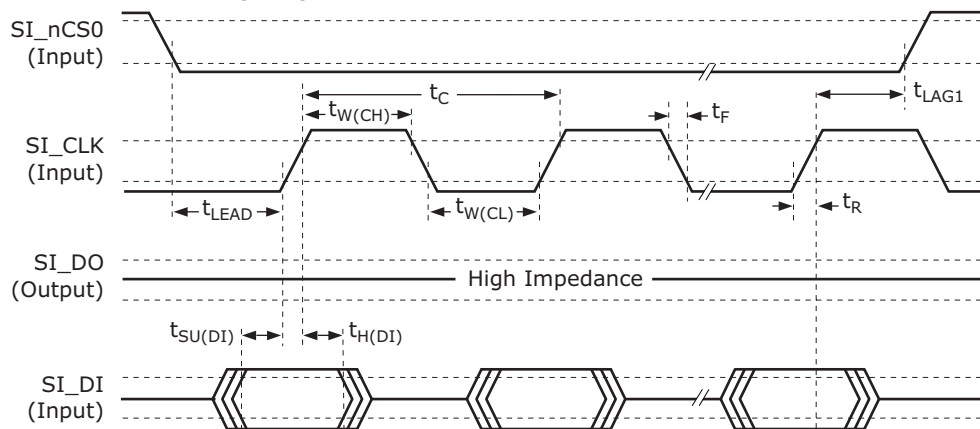 SI_nCS0
(Input)
tC
tLAG1
tW(CH)
tF
SI_CLK
(Input)
tLEAD
tW(CL)
tR
SI_DO
(Output)
High Impedance
tSU(DI)
tH(DI)
SI_DI
(Input)